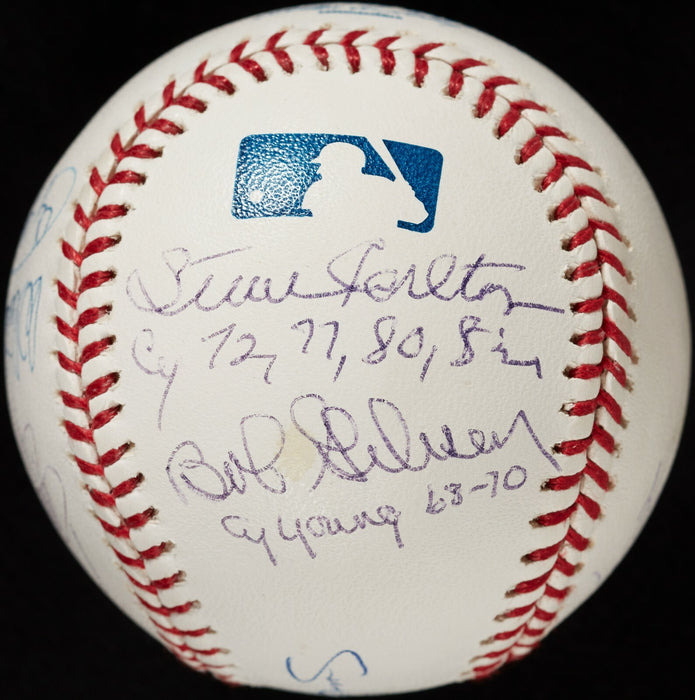 Steve Carlton
Cy 72, 77, 80, 82
Bob Gibson
Cy Young 68-70